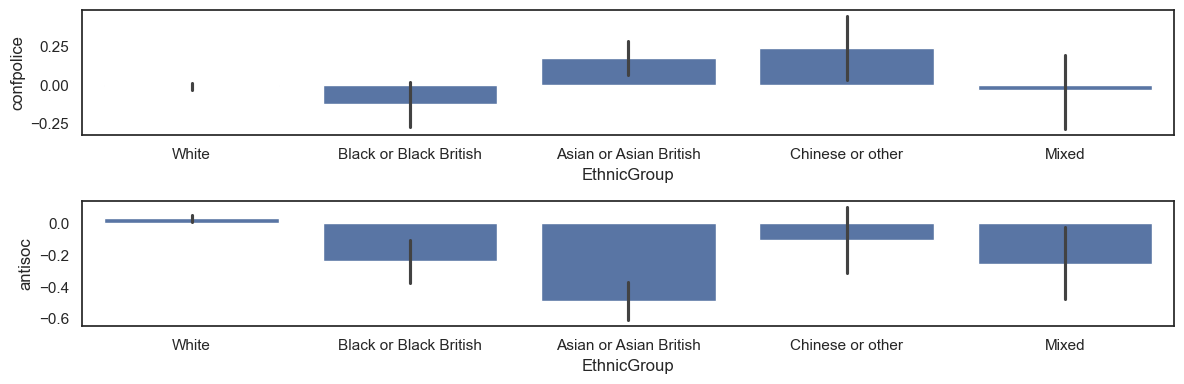 confpolice
0.25
0.00
−0.25
White Black or Black British Asian or Asian British Chinese or other Mixed
EthnicGroup
antisoc
0.0
−0.2
−0.4
−0.6
White Black or Black British Asian or Asian British Chinese or other Mixed
EthnicGroup